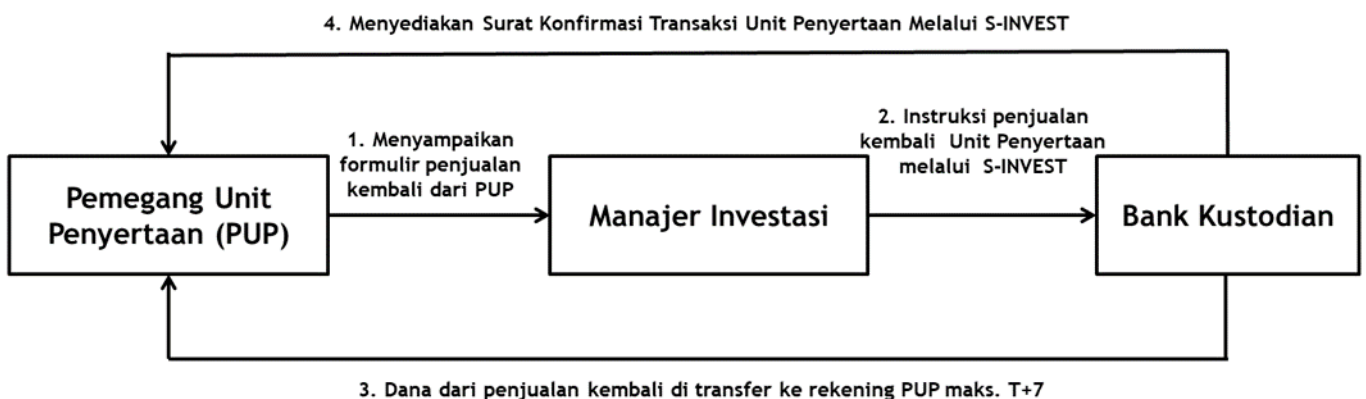 4. Menyediakan Surat Konfirmasi Transaksi Unit Penyertaan Melalui S-INVEST
1. Menyampaikan
formulir penjualan
kembali dari PUP
2. Instruksi penjualan
kembali Unit Penyertaan
melalui S-INVEST
Pemegang Unit
Penyertaan (PUP)
Manajer Investasi
Bank Kustodian
3. Dana dari penjualan kembali di transfer ke rekening PUP maks. T+7